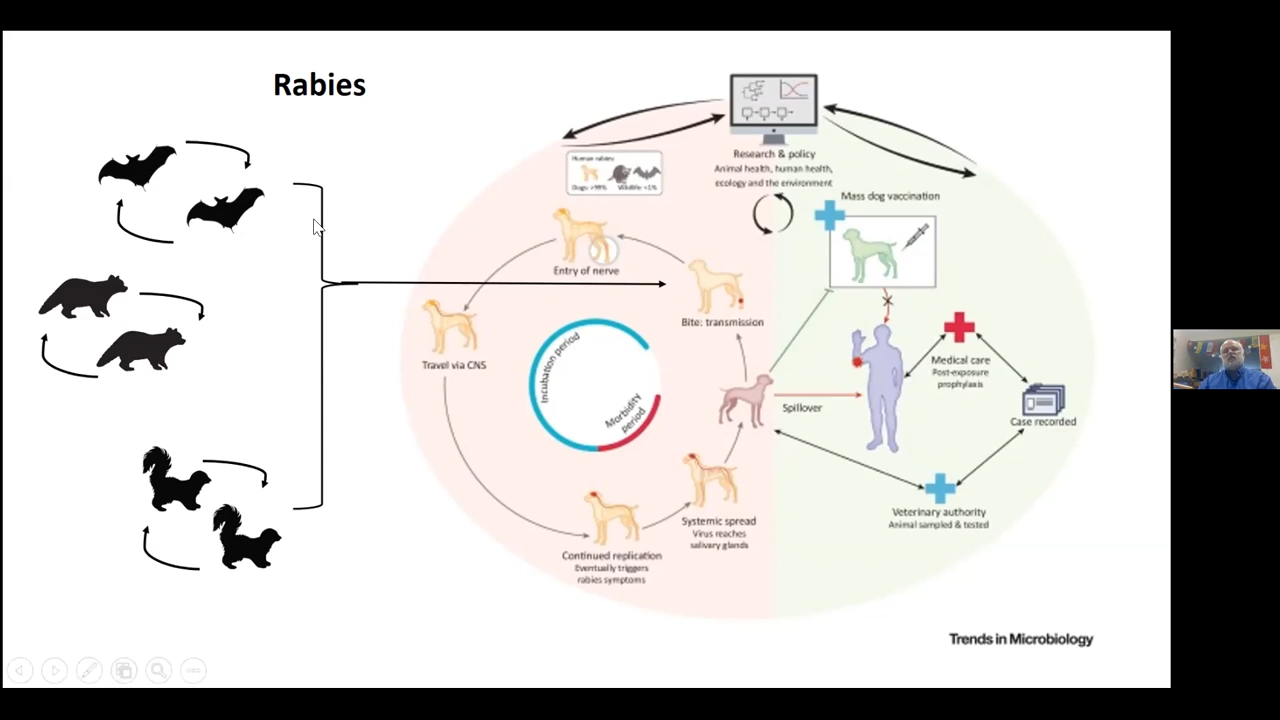 Rabies
Research & policy
Animal health, human health,
ecology and the environment
Human rabies:
Dogs: >99%
Wildlife: <1%
Mass dog vaccination
Entry of nerve
Bite: transmission
Travel via CNS
Incubation period
Morbidity
period
Spillover
Medical care
Post-exposure
prophylaxis
Case recorded
Systemic spread
Virus reaches
salivary glands
Continued replication
Eventually triggers
rabies symptoms
Veterinary authority
Animal sampled & tested
Trends in Microbiology